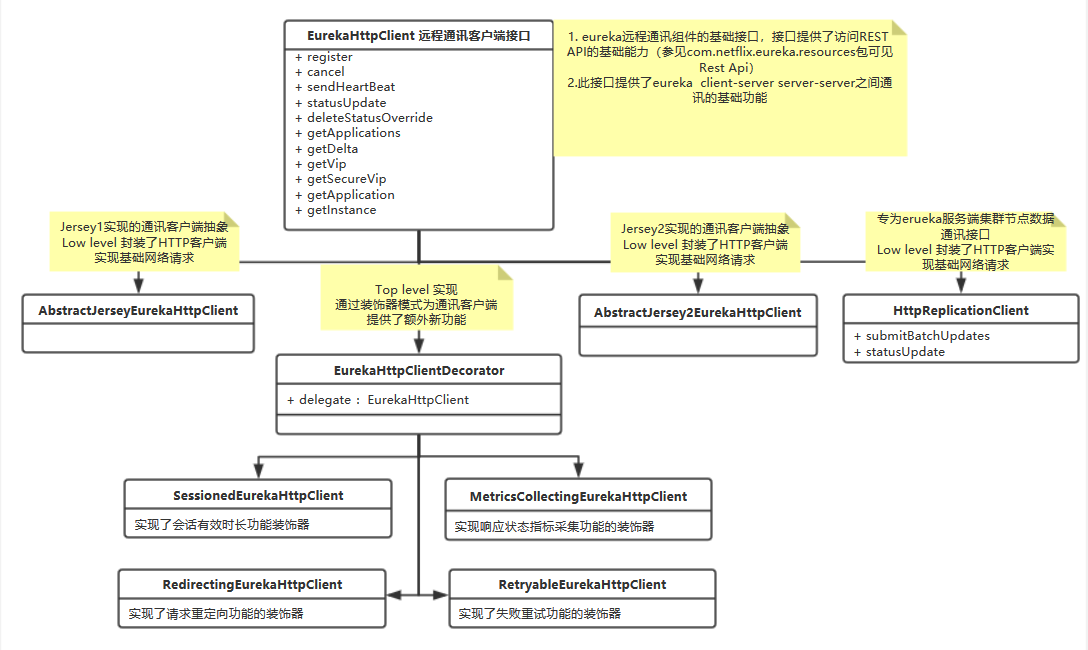 EurekaHttpClient 远程通讯客户端接口
+ register
+ cancel
+ sendHeartBeat
+ statusUpdate
+ deleteStatusOverride
+ getApplications
+ getDelta
+ getVip
+ getSecureVip
+ getApplication
+ getInstance
1. eureka远程通讯组件的基础接口，接口提供了访问REST
API的基础能力（参见com.netflix.eureka.resources包可见
Rest Api）
2.此接口提供了eureka client-server server-server之间通
讯的基础功能
Jersey1实现的通讯客户端抽象
Low level 封装了HTTP客户端
实现基础网络请求
AbstractJerseyEurekaHttpClient
Top level 实现
通过装饰器模式为通讯客户端
提供了额外新功能
Jersey2实现的通讯客户端抽象
Low level 封装了HTTP客户端
实现基础网络请求
AbstractJersey2EurekaHttpClient
专为erueka服务端集群节点数据
通讯接口
Low level 封装了HTTP客户端实
现基础网络请求
HttpReplicationClient
+ submitBatchUpdates
+ statusUpdate
EurekaHttpClientDecorator
+ delegate ： EurekaHttpClient
SessionedEurekaHttpClient
实现了会话有效时长功能装饰器
MetricsCollectingEurekaHttpClient
实现响应状态指标采集功能的装饰器
RedirectingEurekaHttpClient
实现了请求重定向功能的装饰器
RetryableEurekaHttpClient
实现了失败重试功能的装饰器